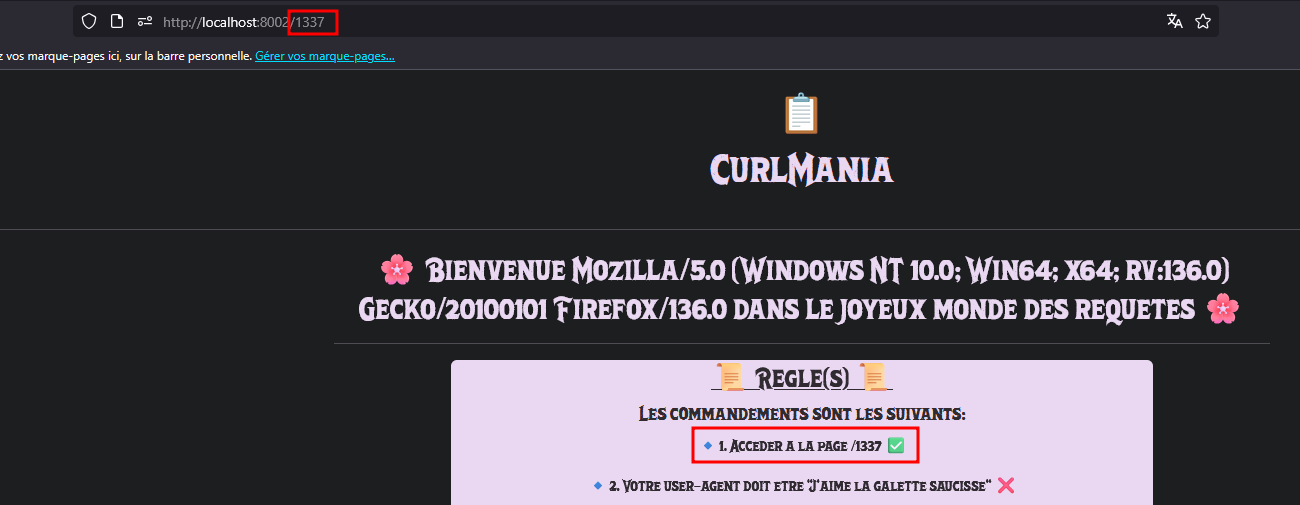 http://localhost:8002/1337
z vos marque-pages ici, sur la barre personnelle. Gérer vos marque-pages...
CurlMania
Bienvenue Mozilla/5.0 (Windows NT 10.0; Win64; x64; rv:136.0)
Gecko/20100101 Firefox/136.0 dans le joyeux monde des requetes
Regle(s)
Les commandements sont les suivants:
1. Acceder a la page /1337
2. Votre user-agent doit etre "J'aime la galette saucisse"